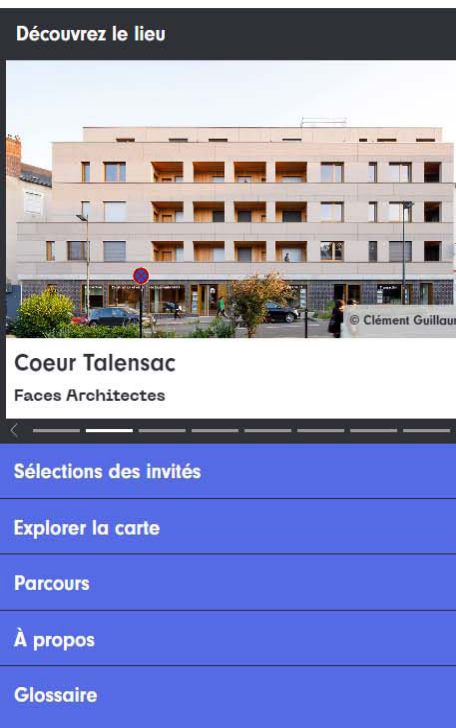 Découvrez le lieu
© Clément Guillau
Coeur Talensac
Faces Architectes
Sélections des invités
Explorer la carte
Parcours
À propos
Glossaire